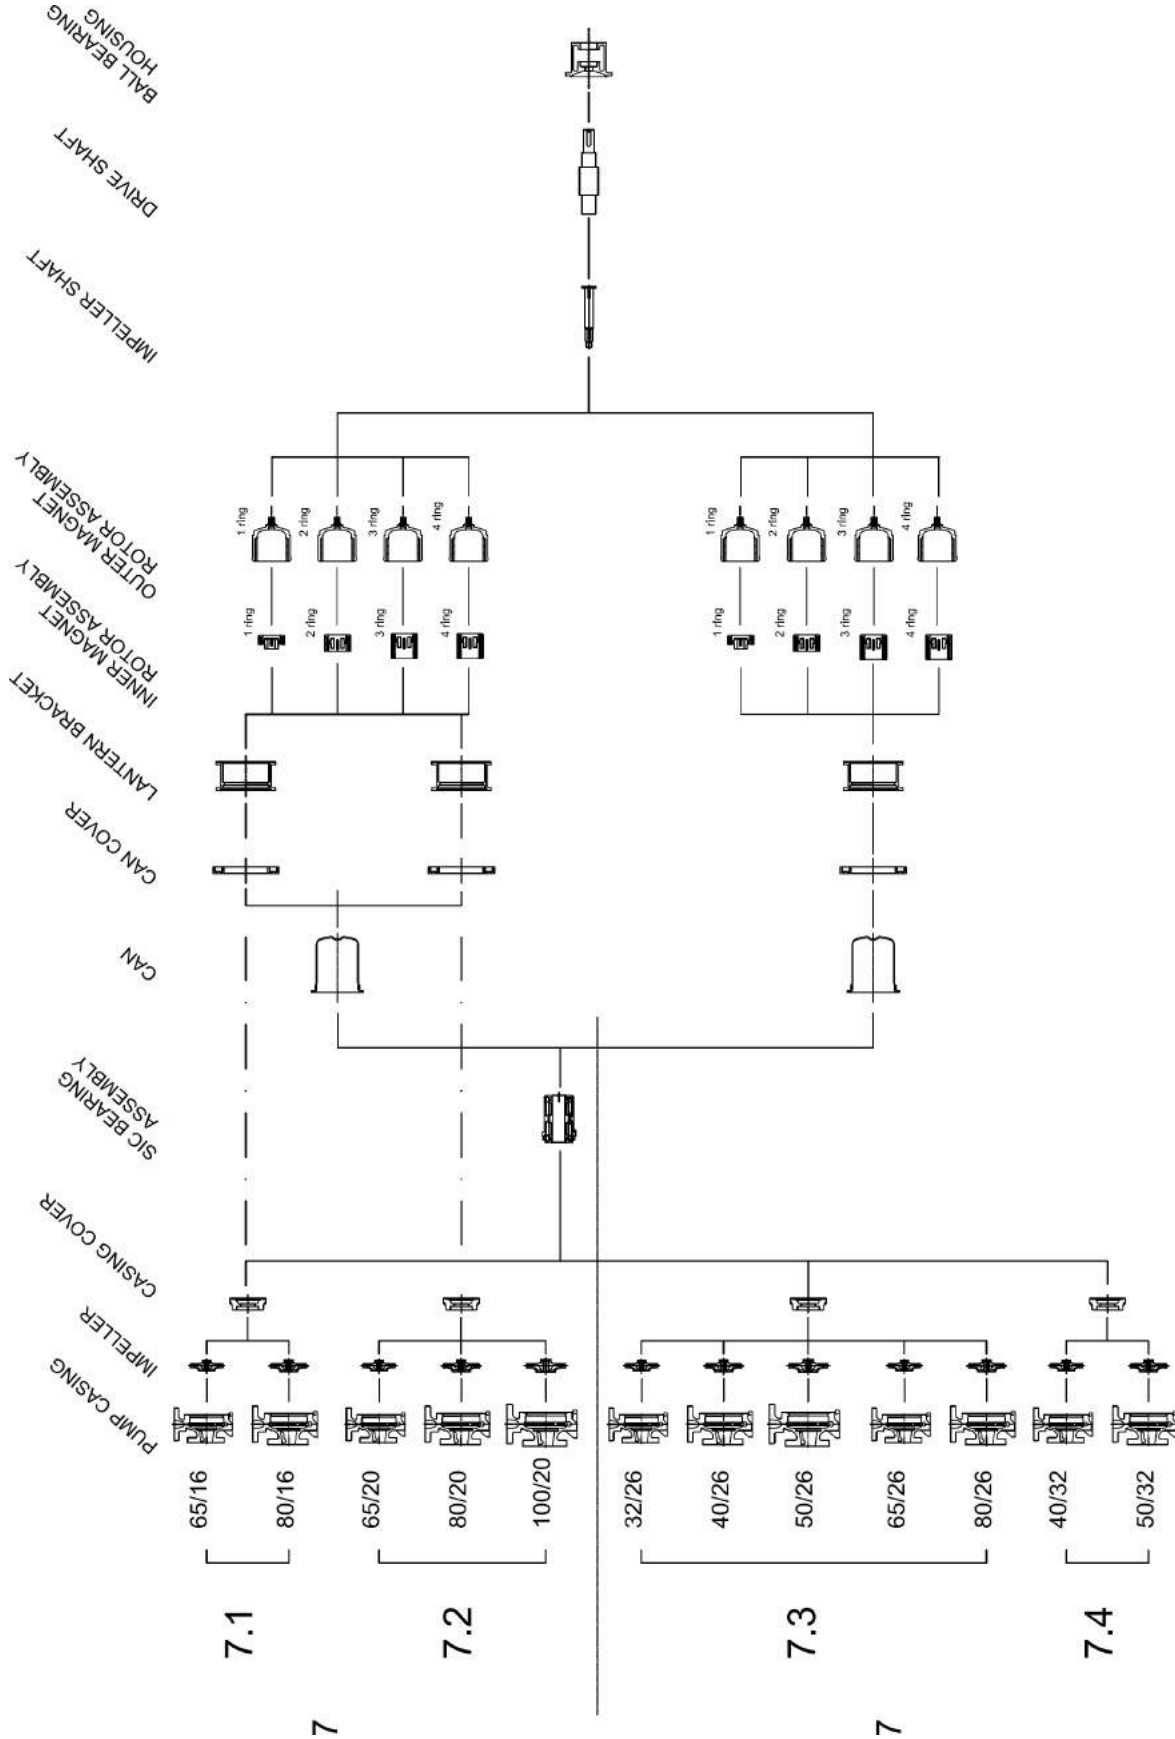 BALL BEARING
HOUSING
DRIVE SHAFT
IMPELLER SHAFT
OUTER MAGNET
ROTOR ASSEMBLY
INNER MAGNET
ROTOR ASSEMBLY
LANTERN BRACKET
CAN COVER
CAN
SIC BEARING
ASSEMBLY
CASING COVER
IMPELLER
PUMP CASING
1 ring
2 ring
3 ring
4 ring
1 ring
2 ring
3 ring
4 ring
1 ring
2 ring
3 ring
4 ring
1 ring
2 ring
3 ring
4 ring
65/16
80/16
65/20
80/20
100/20
32/26
40/26
50/26
65/26
80/26
40/32
50/32
7.1
7.2
7.3
7.4
7
7